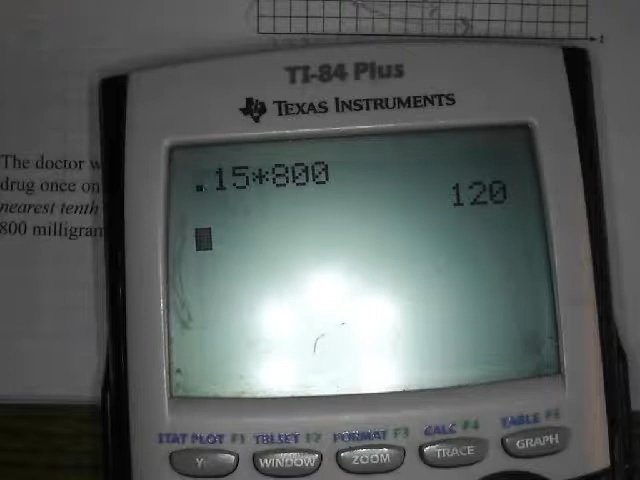 t
TI-84 Plus
TEXAS INSTRUMENTS
The doctor w
drug once on
nearest tenth
800 milligran
.15*800
120
STAT PLOT F1 TBLSET F2 FORMAT F3 CALC F4 TABLE F5
Y= WINDOW ZOOM TRACE GRAPH